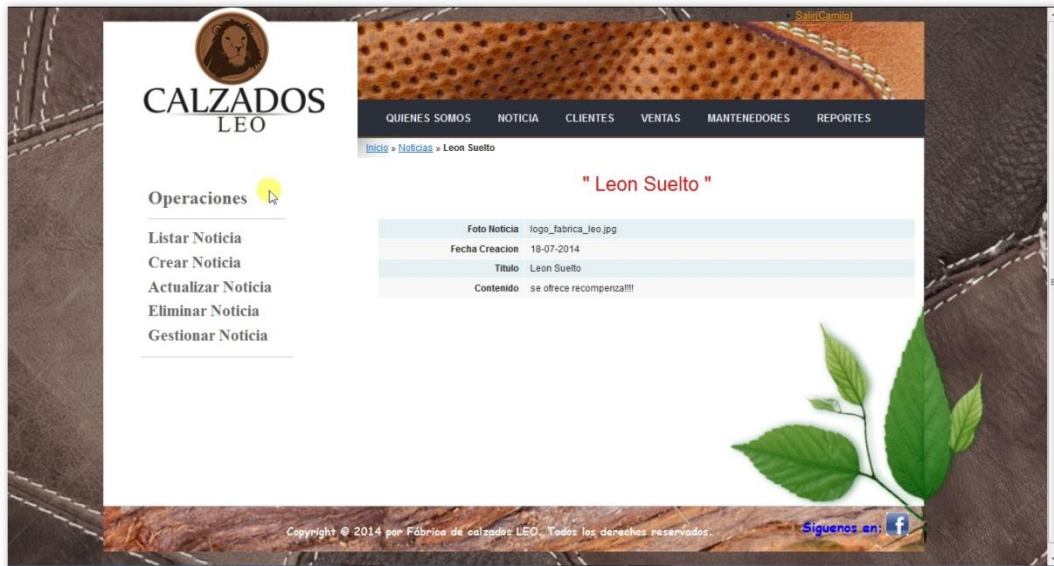 Salir(Camilo)
CALZADOS
LEO
QUIENES SOMOS NOTICIA CLIENTES VENTAS MANTENEDORES REPORTES
Inicio » Noticias » Leon Suelto
" Leon Suelto "
Operaciones
Listar Noticia
Crear Noticia
Actualizar Noticia
Eliminar Noticia
Gestionar Noticia
Foto Noticia logo_fabrica_leo.jpg
Fecha Creacion 18-07-2014
Titulo Leon Suelto
Contenido se ofrece recompenza!!!!
Copyright © 2014 por Fábrica de calzados LEO. Todos los derechos reservados.
Siguenos en: f